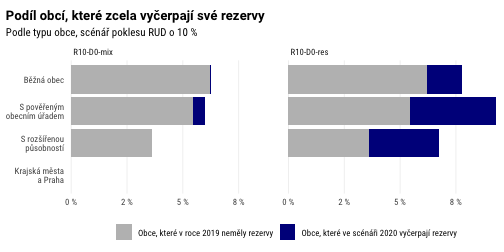 Podíl obcí, které zcela vyčerpají své rezervy
Podle typu obce, scénář poklesu RUD o 10 %
R10-D0-mix
R10-D0-res
Běžná obec
S pověřeným
obecním úřadem
S rozšířenou
působností
Krajská města
a Praha
0 % 2 % 5 % 8 % 0 % 2 % 5 % 8 %
Obce, které v roce 2019 neměly rezervy
Obce, které ve scénáři 2020 vyčerpají rezervy